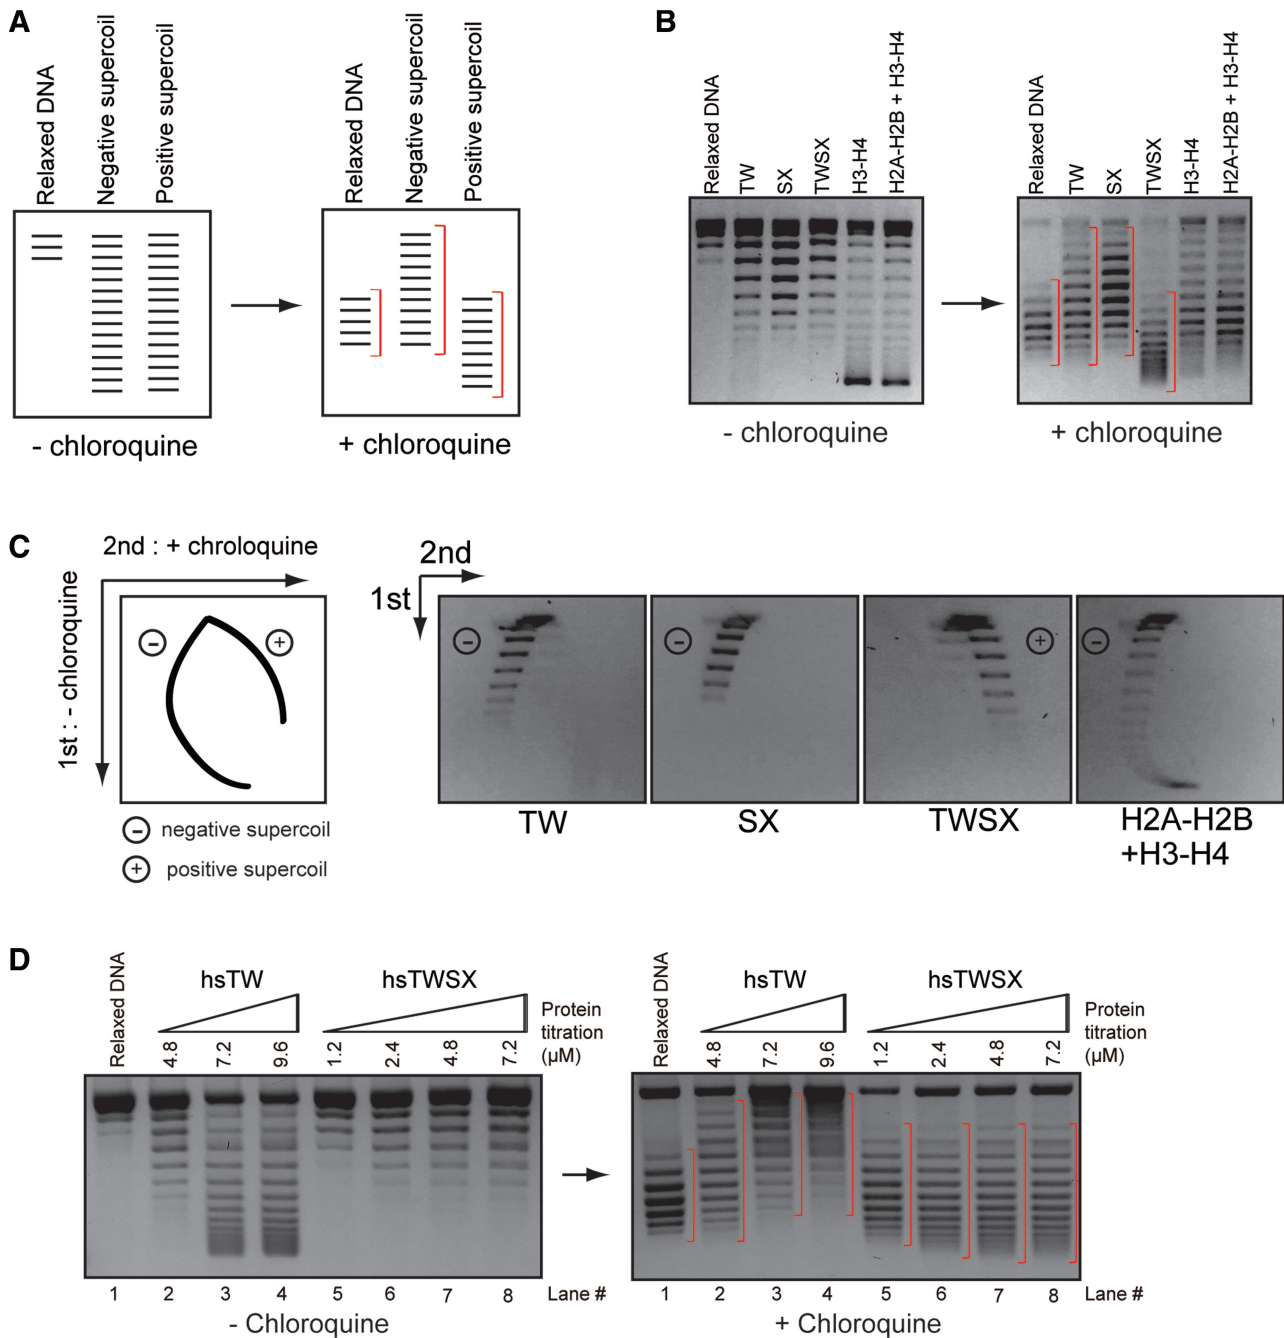 A
Relaxed DNA
Negative supercoil
Positive supercoil
- chloroquine
Relaxed DNA
Negative supercoil
Positive supercoil
+ chloroquine
B
Relaxed DNA
TW
SX
TWSX
H3-H4
H2A-H2B + H3-H4
- chloroquine
Relaxed DNA
TW
SX
TWSX
H3-H4
H2A-H2B + H3-H4
+ chloroquine
C
2nd : + chroloquine
1st : - chloroquine
-
+
- negative supercoil
+ positive supercoil
2nd
1st
-
TW
-
SX
+
TWSX
-
H2A-H2B
+H3-H4
D
Relaxed DNA
hsTW
hsTWSX
4.8
7.2
9.6
1.2
2.4
4.8
7.2
Protein
titration
(µM)
1 2 3 4 5 6 7 8 Lane #
- Chloroquine
Relaxed DNA
hsTW
hsTWSX
4.8
7.2
9.6
1.2
2.4
4.8
7.2
Protein
titration
(µM)
1 2 3 4 5 6 7 8 Lane #
+ Chloroquine